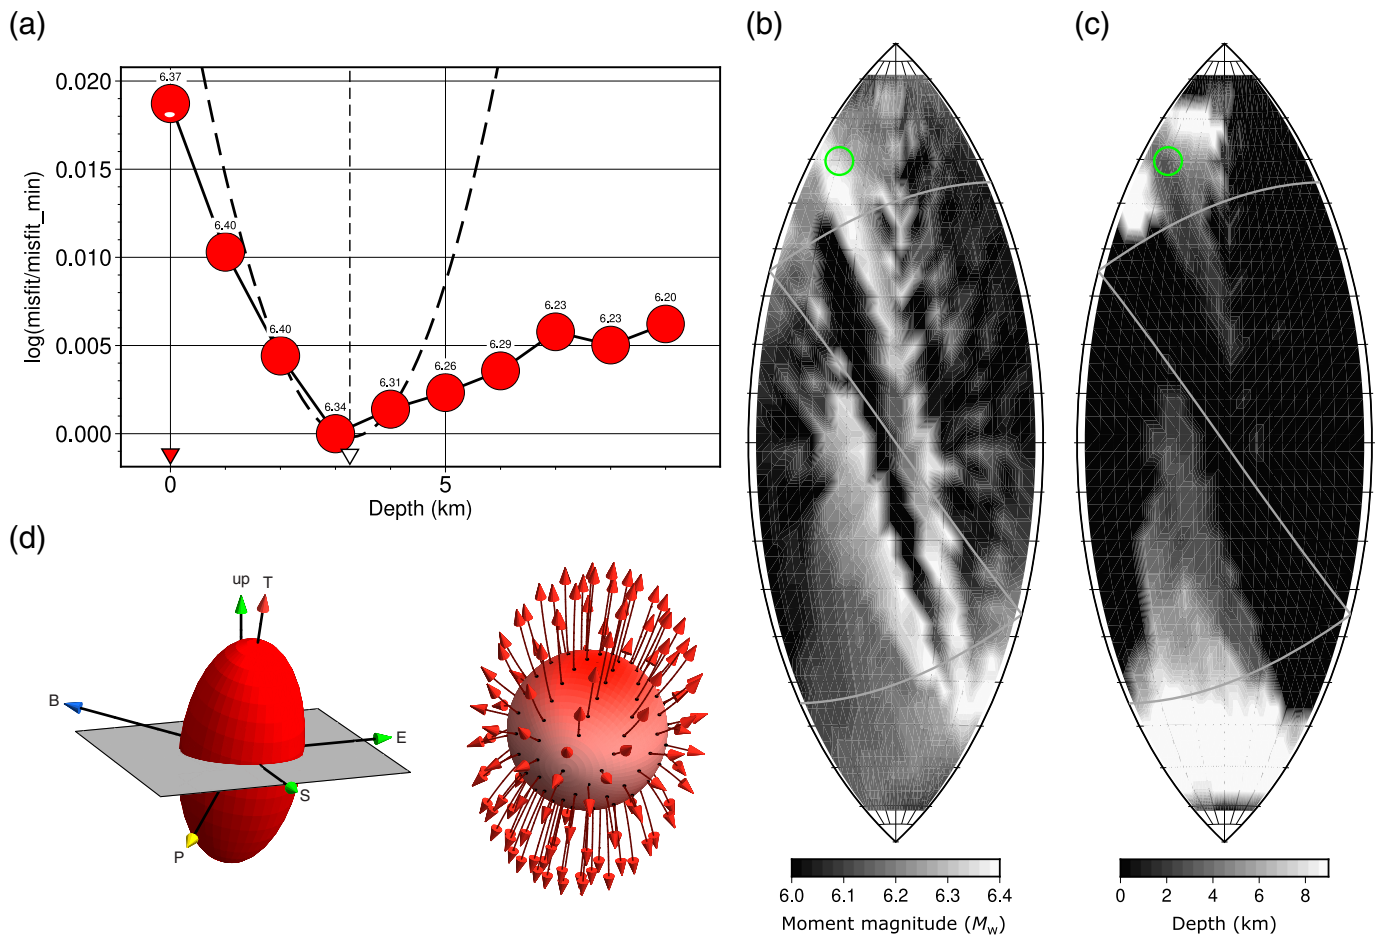 (a)
0.020
0.015
0.010
0.005
0.000
log(misfit/misfit_min)
6.37
6.40
6.40
6.34
6.31
6.26
6.29
6.23
6.23
6.20
0
5
Depth (km)
(b)
6.0 6.1 6.2 6.3 6.4
Moment magnitude (Mw)
(c)
0 2 4 6 8
Depth (km)
(d)
up T
B
E
S
P